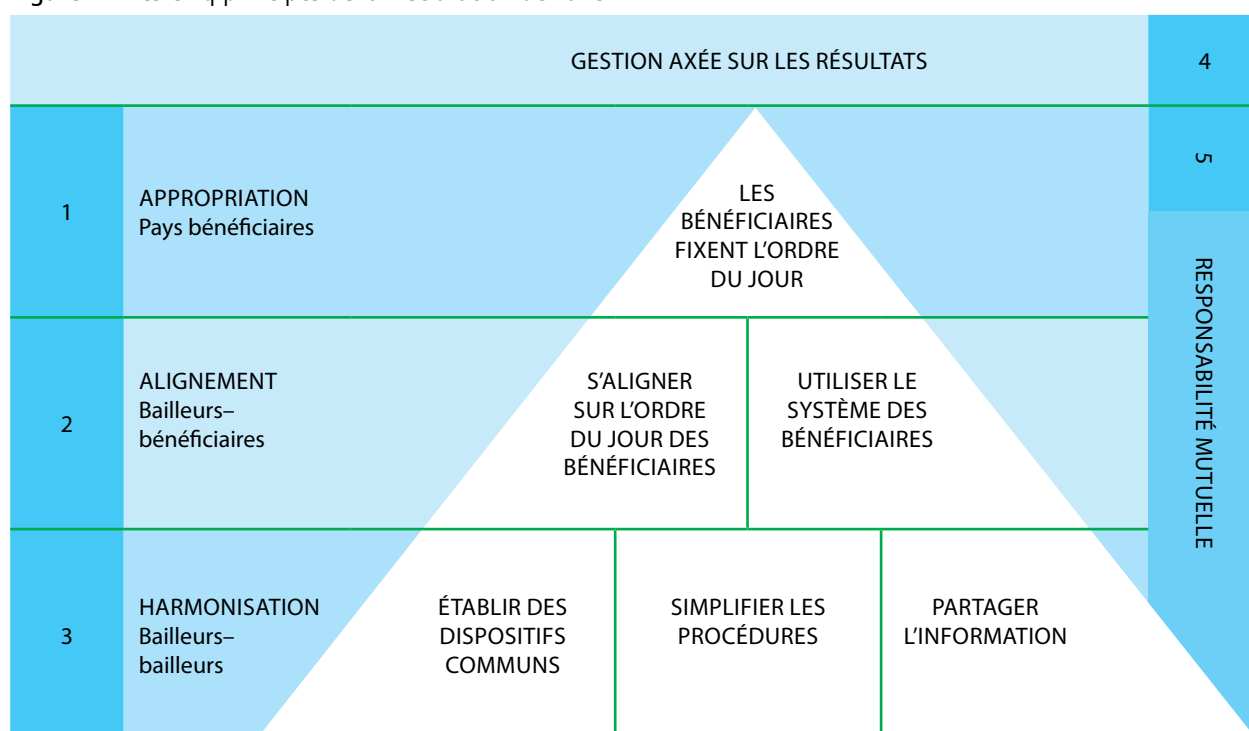 GESTION AXÉE SUR LES RÉSULTATS
4
1
APPROPRIATION
Pays bénéficiaires
LES
BÉNÉFICIAIRES
FIXENT L'ORDRE
DU JOUR
5
RESPONSABILITÉ MUTUELLE
2
ALIGNEMENT
Bailleurs–
bénéficiaires
S'ALIGNER
SUR L'ORDRE
DU JOUR DES
BÉNÉFICIAIRES
UTILISER LE
SYSTÈME DES
BÉNÉFICIAIRES
3
HARMONISATION
Bailleurs–
bailleurs
ÉTABLIR DES
DISPOSITIFS
COMMUNS
SIMPLIFIER LES
PROCÉDURES
PARTAGER
L'INFORMATION